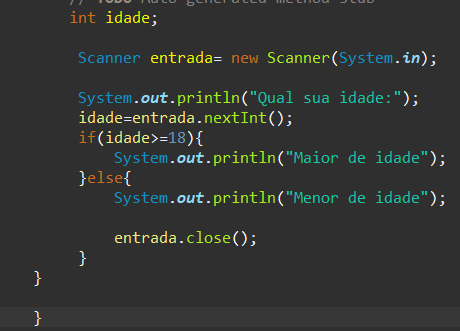 // TODO Auto-generated method stub
int idade;
Scanner entrada= new Scanner(System.in);
System.out.println("Qual sua idade:");
idade=entrada.nextInt();
if(idade>=18){
System.out.println("Maior de idade");
}else{
System.out.println("Menor de idade");
entrada.close();
}
}
}